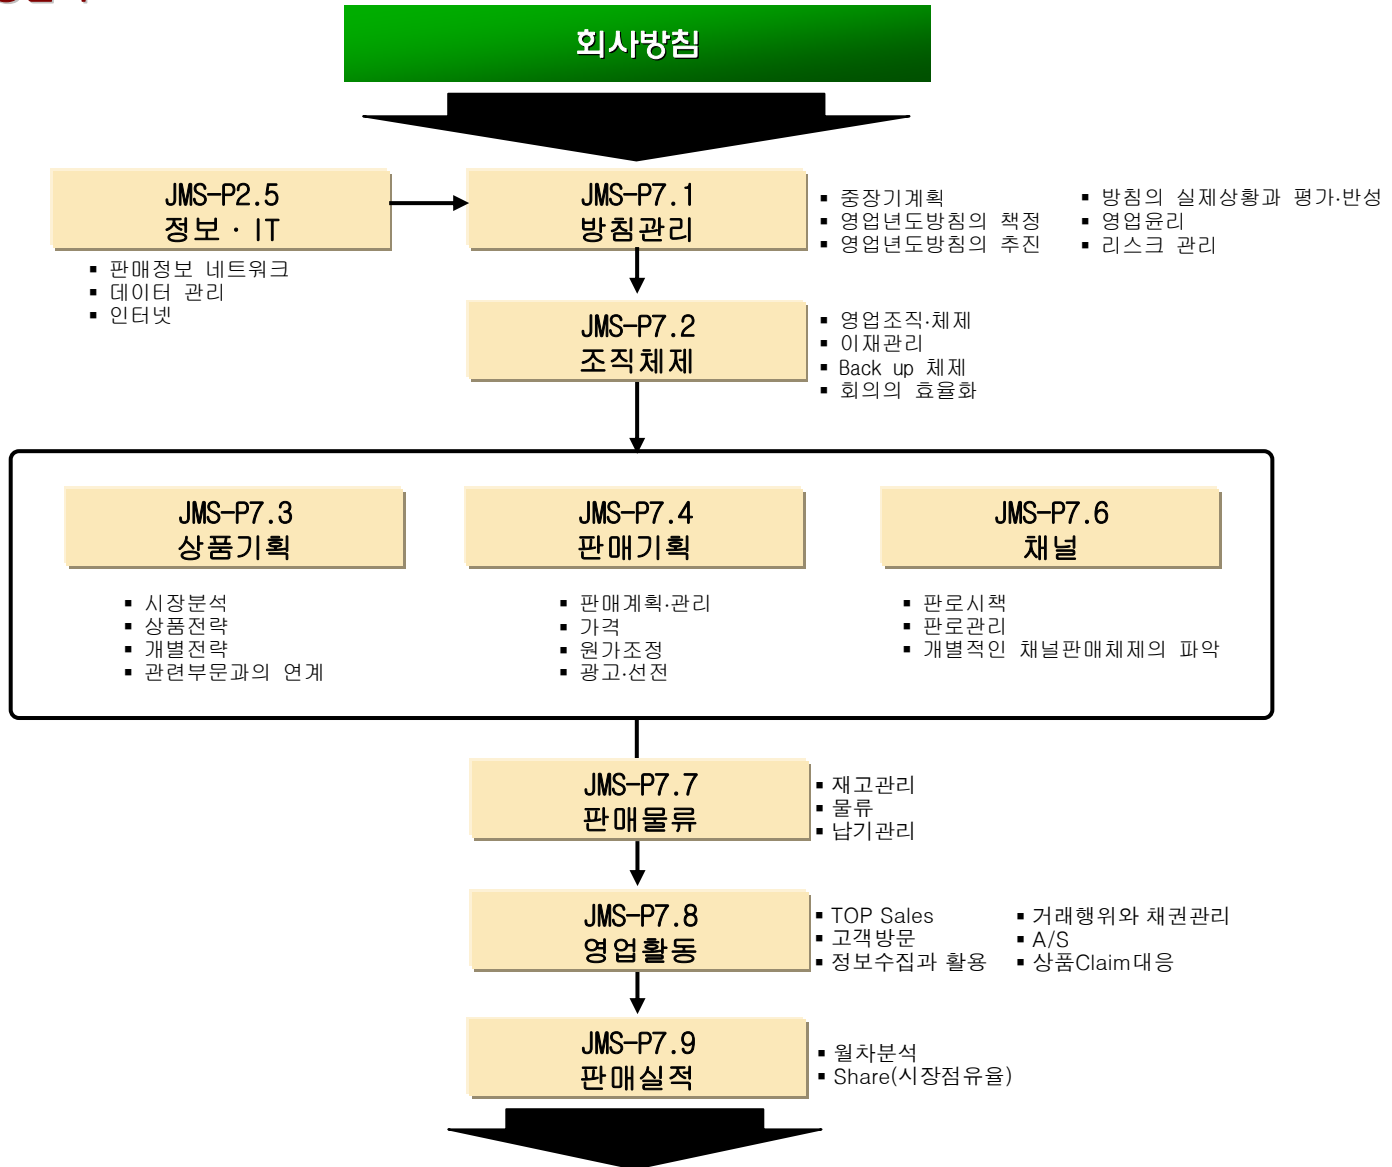 회사방침
JMS-P2.5
정보 · IT
▪ 판매정보 네트워크
▪ 데이터 관리
▪ 인터넷
JMS-P7.1
방침관리
▪ 중장기계획
▪ 영업년도방침의 책정
▪ 영업년도방침의 추진
▪ 방침의 실제상황과 평가·반성
▪ 영업윤리
▪ 리스크 관리
JMS-P7.2
조직체제
▪ 영업조직·체제
▪ 이재관리
▪ Back up 체제
▪ 회의의 효율화
JMS-P7.3
상품기획
▪ 시장분석
▪ 상품전략
▪ 개별전략
▪ 관련부문과의 연계
JMS-P7.4
판매기획
▪ 판매계획·관리
▪ 가격
▪ 원가조정
▪ 광고·선전
JMS-P7.6
채널
▪ 판로시책
▪ 판로관리
▪ 개별적인 채널판매체제의 파악
JMS-P7.7
판매물류
▪ 재고관리
▪ 물류
▪ 납기관리
JMS-P7.8
영업활동
▪ TOP Sales
▪ 고객방문
▪ 정보수집과 활용
▪ 거래행위와 채권관리
▪ A/S
▪ 상품Claim대응
JMS-P7.9
판매실적
▪ 월차분석
▪ Share(시장점유율)